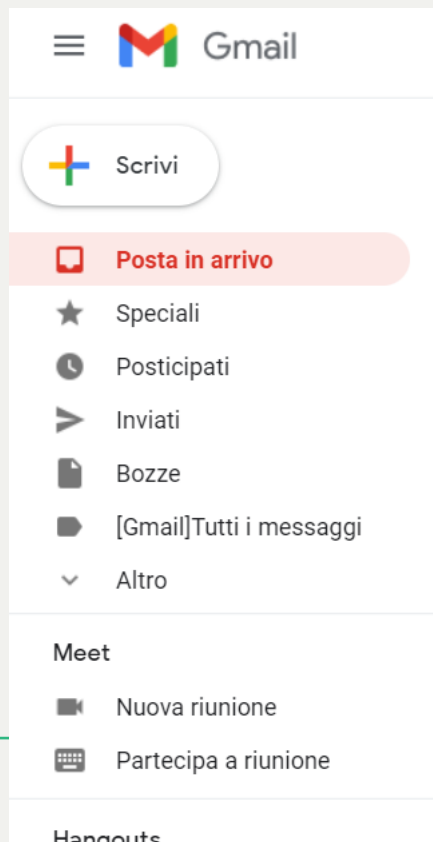 Gmail
Scrivi
Posta in arrivo
Speciali
Posticipati
Inviati
Bozze
[Gmail]Tutti i messaggi
Altro
Meet
Nuova riunione
Partecipa a riunione
Hangouts